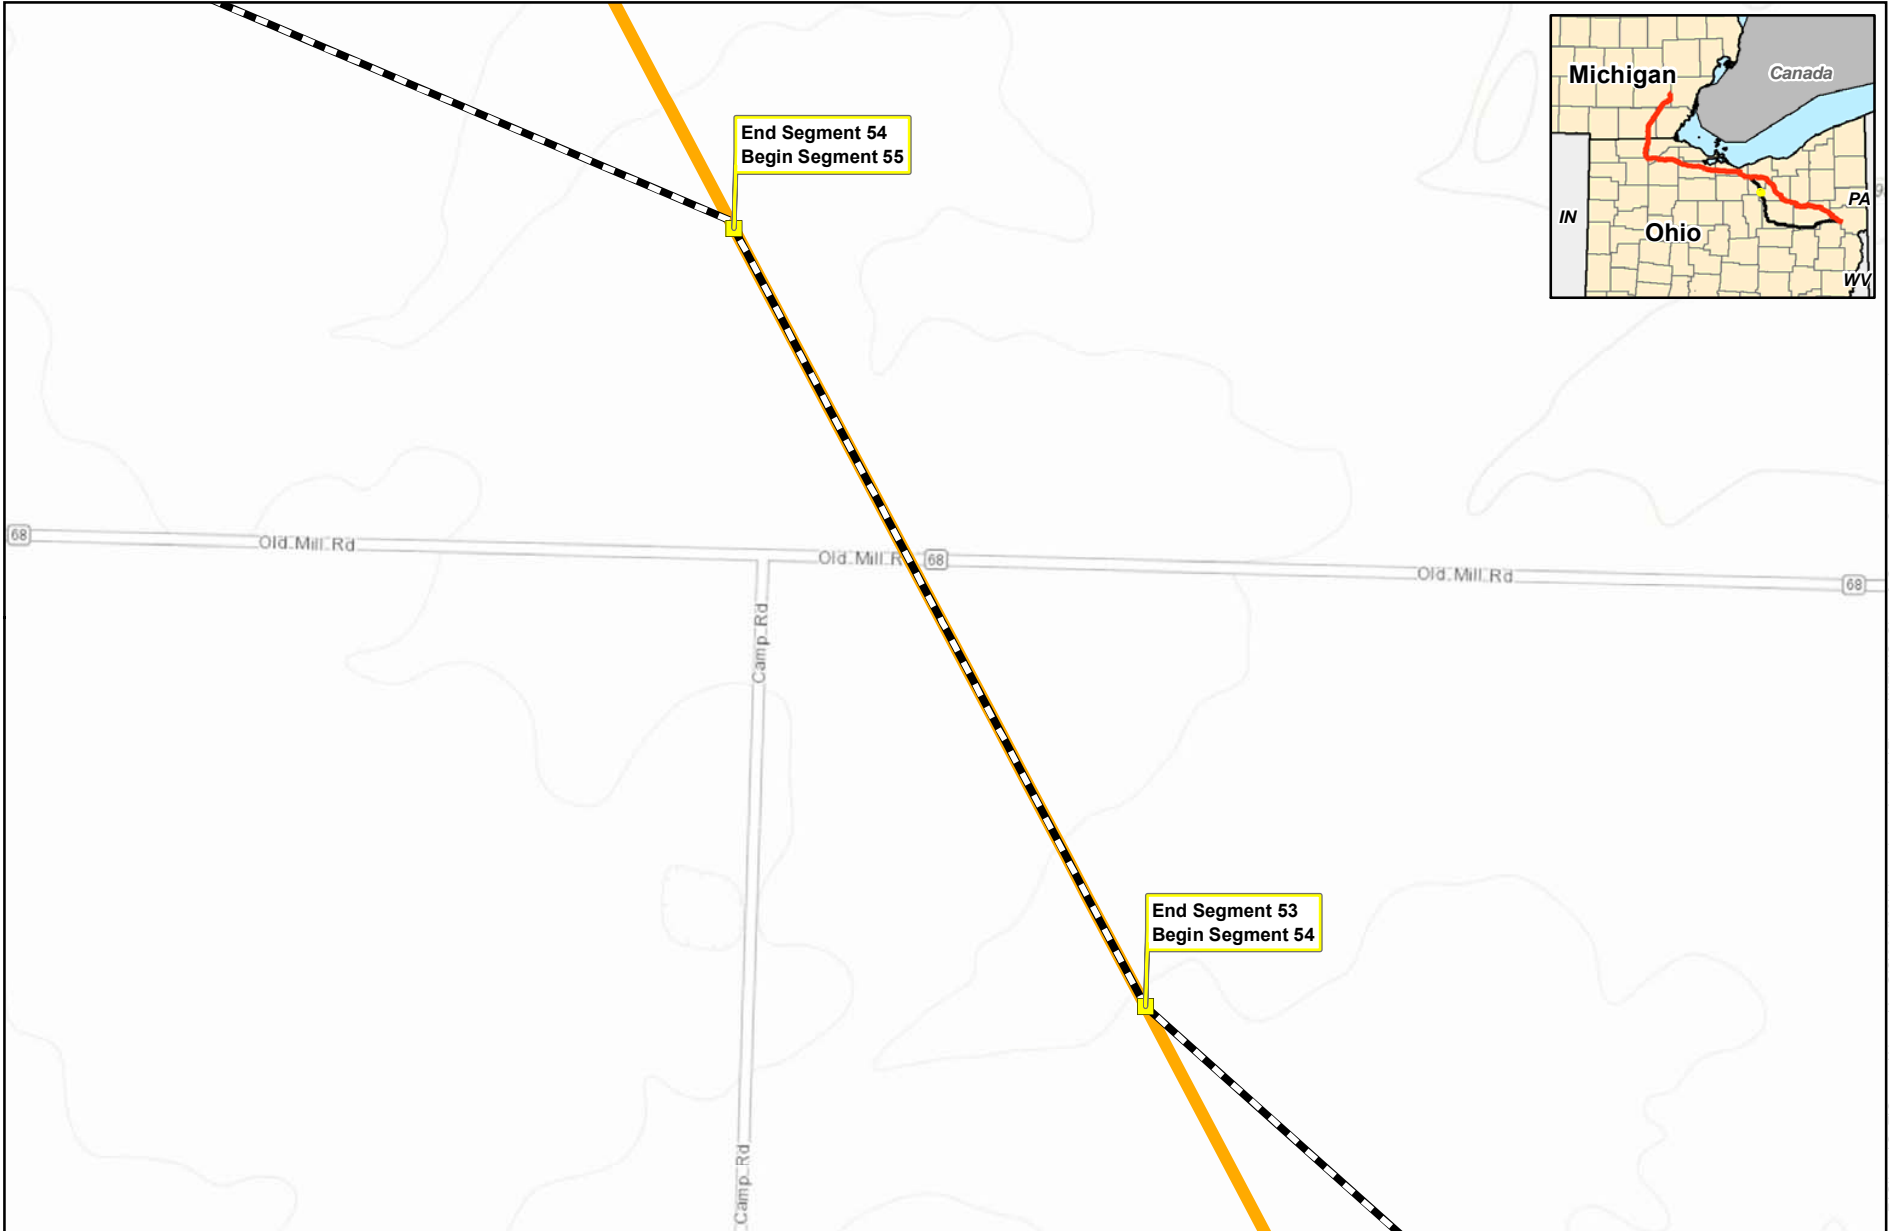 Michigan
Canada
End Segment 54
Begin Segment 55
PA
IN
Ohio
WV
68
Old Mill Rd
Old Mill R
68
Old Mill Rd
68
Camp Rd
End Segment 53
Begin Segment 54
Camp Rd